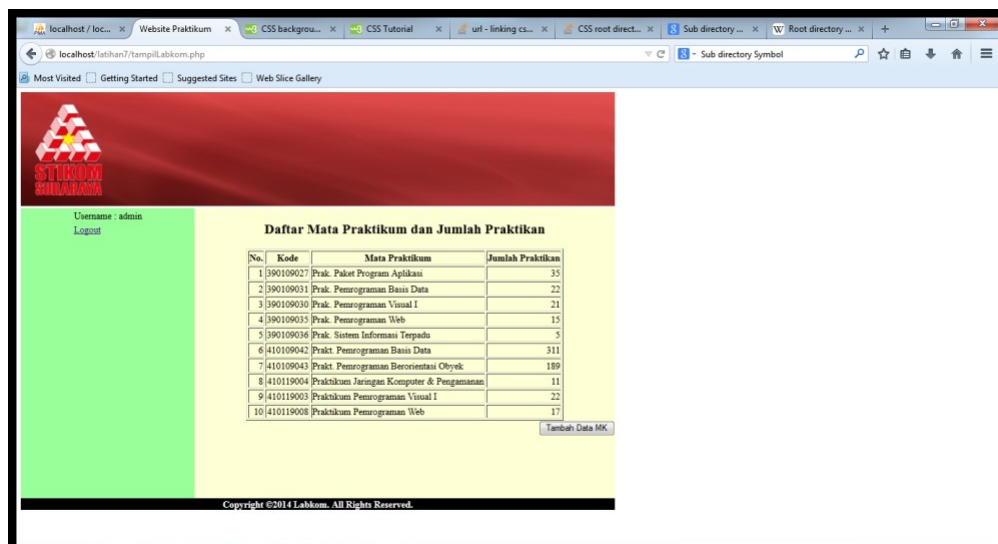 localhost / loc... × Website Praktikum × CSS backgrou... × CSS Tutorial × url - linking cs... × CSS root direct... × Sub directory ... × Root directory ... × +
localhost/latihan7/tampilLabkom.php Sub directory Symbol
Most Visited Getting Started Suggested Sites Web Slice Gallery
STIKOM
SURABAYA
Username : admin
Logout
Daftar Mata Praktikum dan Jumlah Praktikan
No. Kode Mata Praktikum Jumlah Praktikan
1 390109027 Prak. Paket Program Aplikasi 35
2 390109031 Prak. Pemrograman Basis Data 22
3 390109030 Prak. Pemrograman Visual I 21
4 390109035 Prak. Pemrograman Web 15
5 390109036 Prak. Sistem Informasi Terpadu 5
6 410109042 Prakt. Pemrograman Basis Data 311
7 410109043 Prakt. Pemrograman Berorientasi Obyek 189
8 410119004 Praktikum Jaringan Komputer & Pengamanan 11
9 410119003 Praktikum Pemrograman Visual I 22
10 410119008 Praktikum Pemrograman Web 17
Tambah Data MK
Copyright ©2014 Labkom. All Rights Reserved.